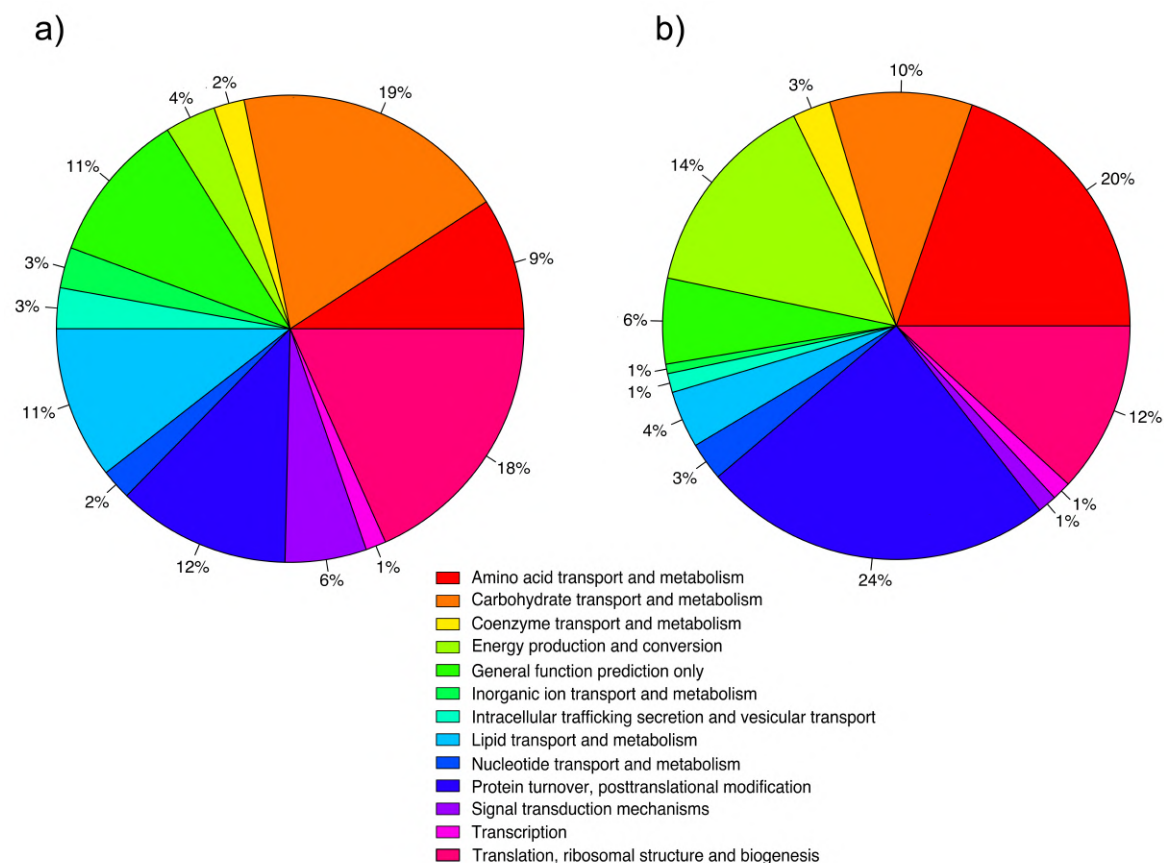 a)
b)
2%
4%
19%
11%
9%
3%
3%
11%
18%
2%
12%
6%
1%
10%
3%
14%
20%
6%
1%
1%
4%
12%
3%
1%
1%
24%
Amino acid transport and metabolism
Carbohydrate transport and metabolism
Coenzyme transport and metabolism
Energy production and conversion
General function prediction only
Inorganic ion transport and metabolism
Intracellular trafficking secretion and vesicular transport
Lipid transport and metabolism
Nucleotide transport and metabolism
Protein turnover, posttranslational modification
Signal transduction mechanisms
Transcription
Translation, ribosomal structure and biogenesis